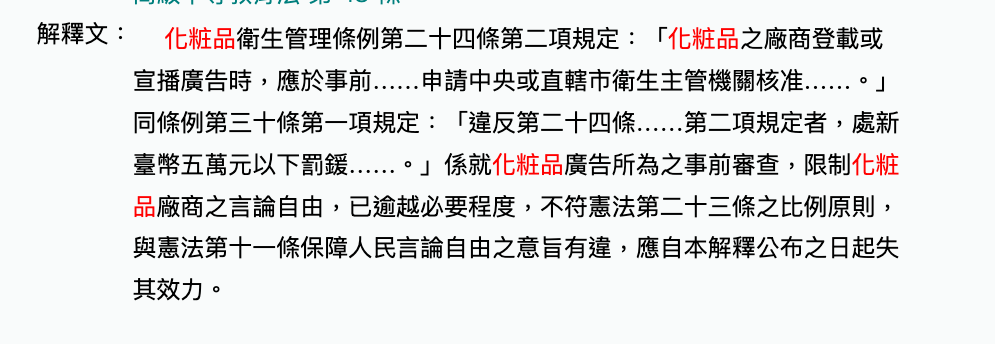 解釋文： 化粧品衛生管理條例第二十四條第二項規定：「化粧品之廠商登載或
宣播廣告時，應於事前……申請中央或直轄市衛生主管機關核准……。」
同條例第三十條第一項規定：「違反第二十四條……第二項規定者，處新
臺幣五萬元以下罰鍰……。」係就化粧品廣告所為之事前審查，限制化粧
品廠商之言論自由，已逾越必要程度，不符憲法第二十三條之比例原則，
與憲法第十一條保障人民言論自由之意旨有違，應自本解釋公布之日起失
其效力。